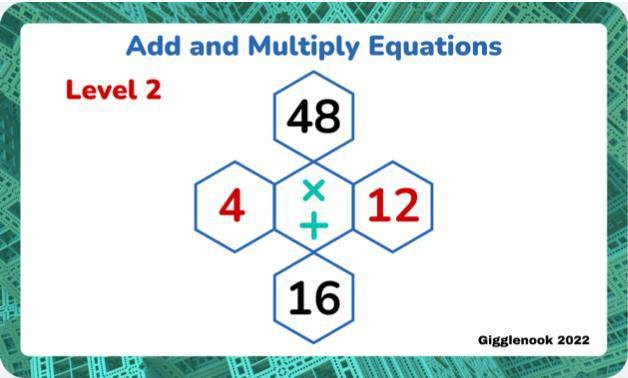 Add and Multiply Equations
Level 2
48
4 × 12
+
16
Gigglenook 2022